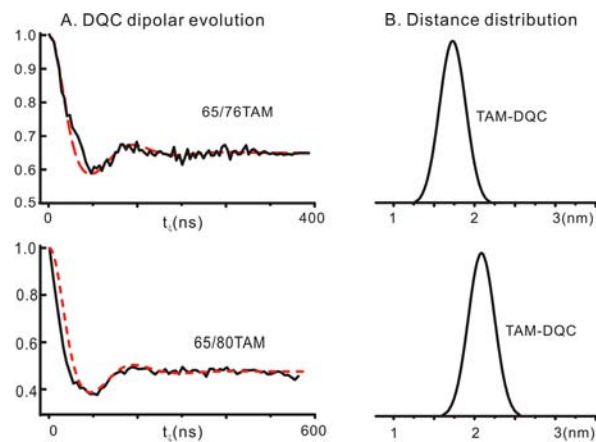 A. DQC dipolar evolution
B. Distance distribution
1.0
0.9
0.8
0.7
0.6
0.5
65/76TAM
0
400
t_ξ(ns)
TAM-DQC
1
2
3(nm)
1.0
0.8
0.6
0.4
65/80TAM
0
600
t_ξ(ns)
TAM-DQC
1
2
3(nm)